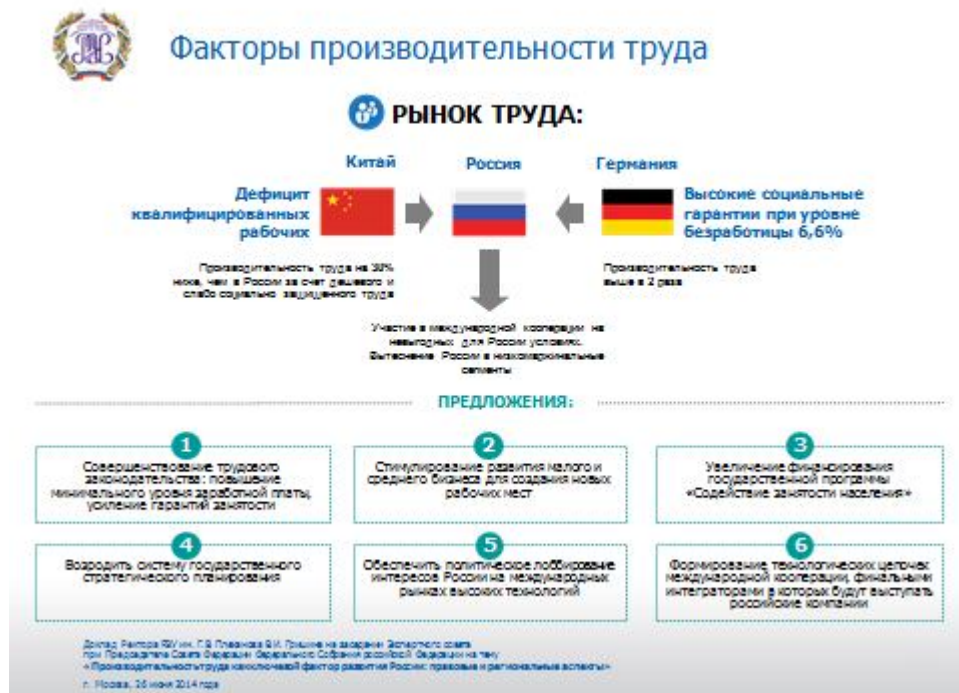 Факторы производительности труда
РЫНОК ТРУДА:
Китай
Россия
Германия
Дефицит
квалифицированных
рабочих
Высокие социальные
гарантии при уровне
безработицы 6,6%
Производительность труда на 30%
ниже, чем в России за счет дешевого и
слабо социально защищенного труда
Производительность труда
выше в 2 раза
Участие в международной кооперации на
невыгодных для России условиях.
Вытеснение России в низкомаржинальные
сегменты
ПРЕДЛОЖЕНИЯ:
1
Совершенствование трудового
законодательства: повышение
минимального уровня заработной платы,
усиление гарантий занятости
2
Стимулирование развития малого и
среднего бизнеса для создания новых
рабочих мест
3
Увеличение финансирования
государственной программы
«Содействие занятости населения»
4
Возродить систему государственного
стратегического планирования
5
Обеспечить политическое лоббирование
интересов России на международных
рынках высоких технологий
6
Формирование технологических цепочек
международной кооперации, финальными
интеграторами в которых будут выступать
российские компании
Доклад Ректора РЭУ им. Г.В. Плеханова В.И. Гришина на заседании Экспертного совета
при Председателе Совета Федерации Федерального Собрания российской Федерации на тему
«Производительность труда как ключевой фактор развития России: правовые и региональные аспекты»
г. Москва, 26 июня 2014 года